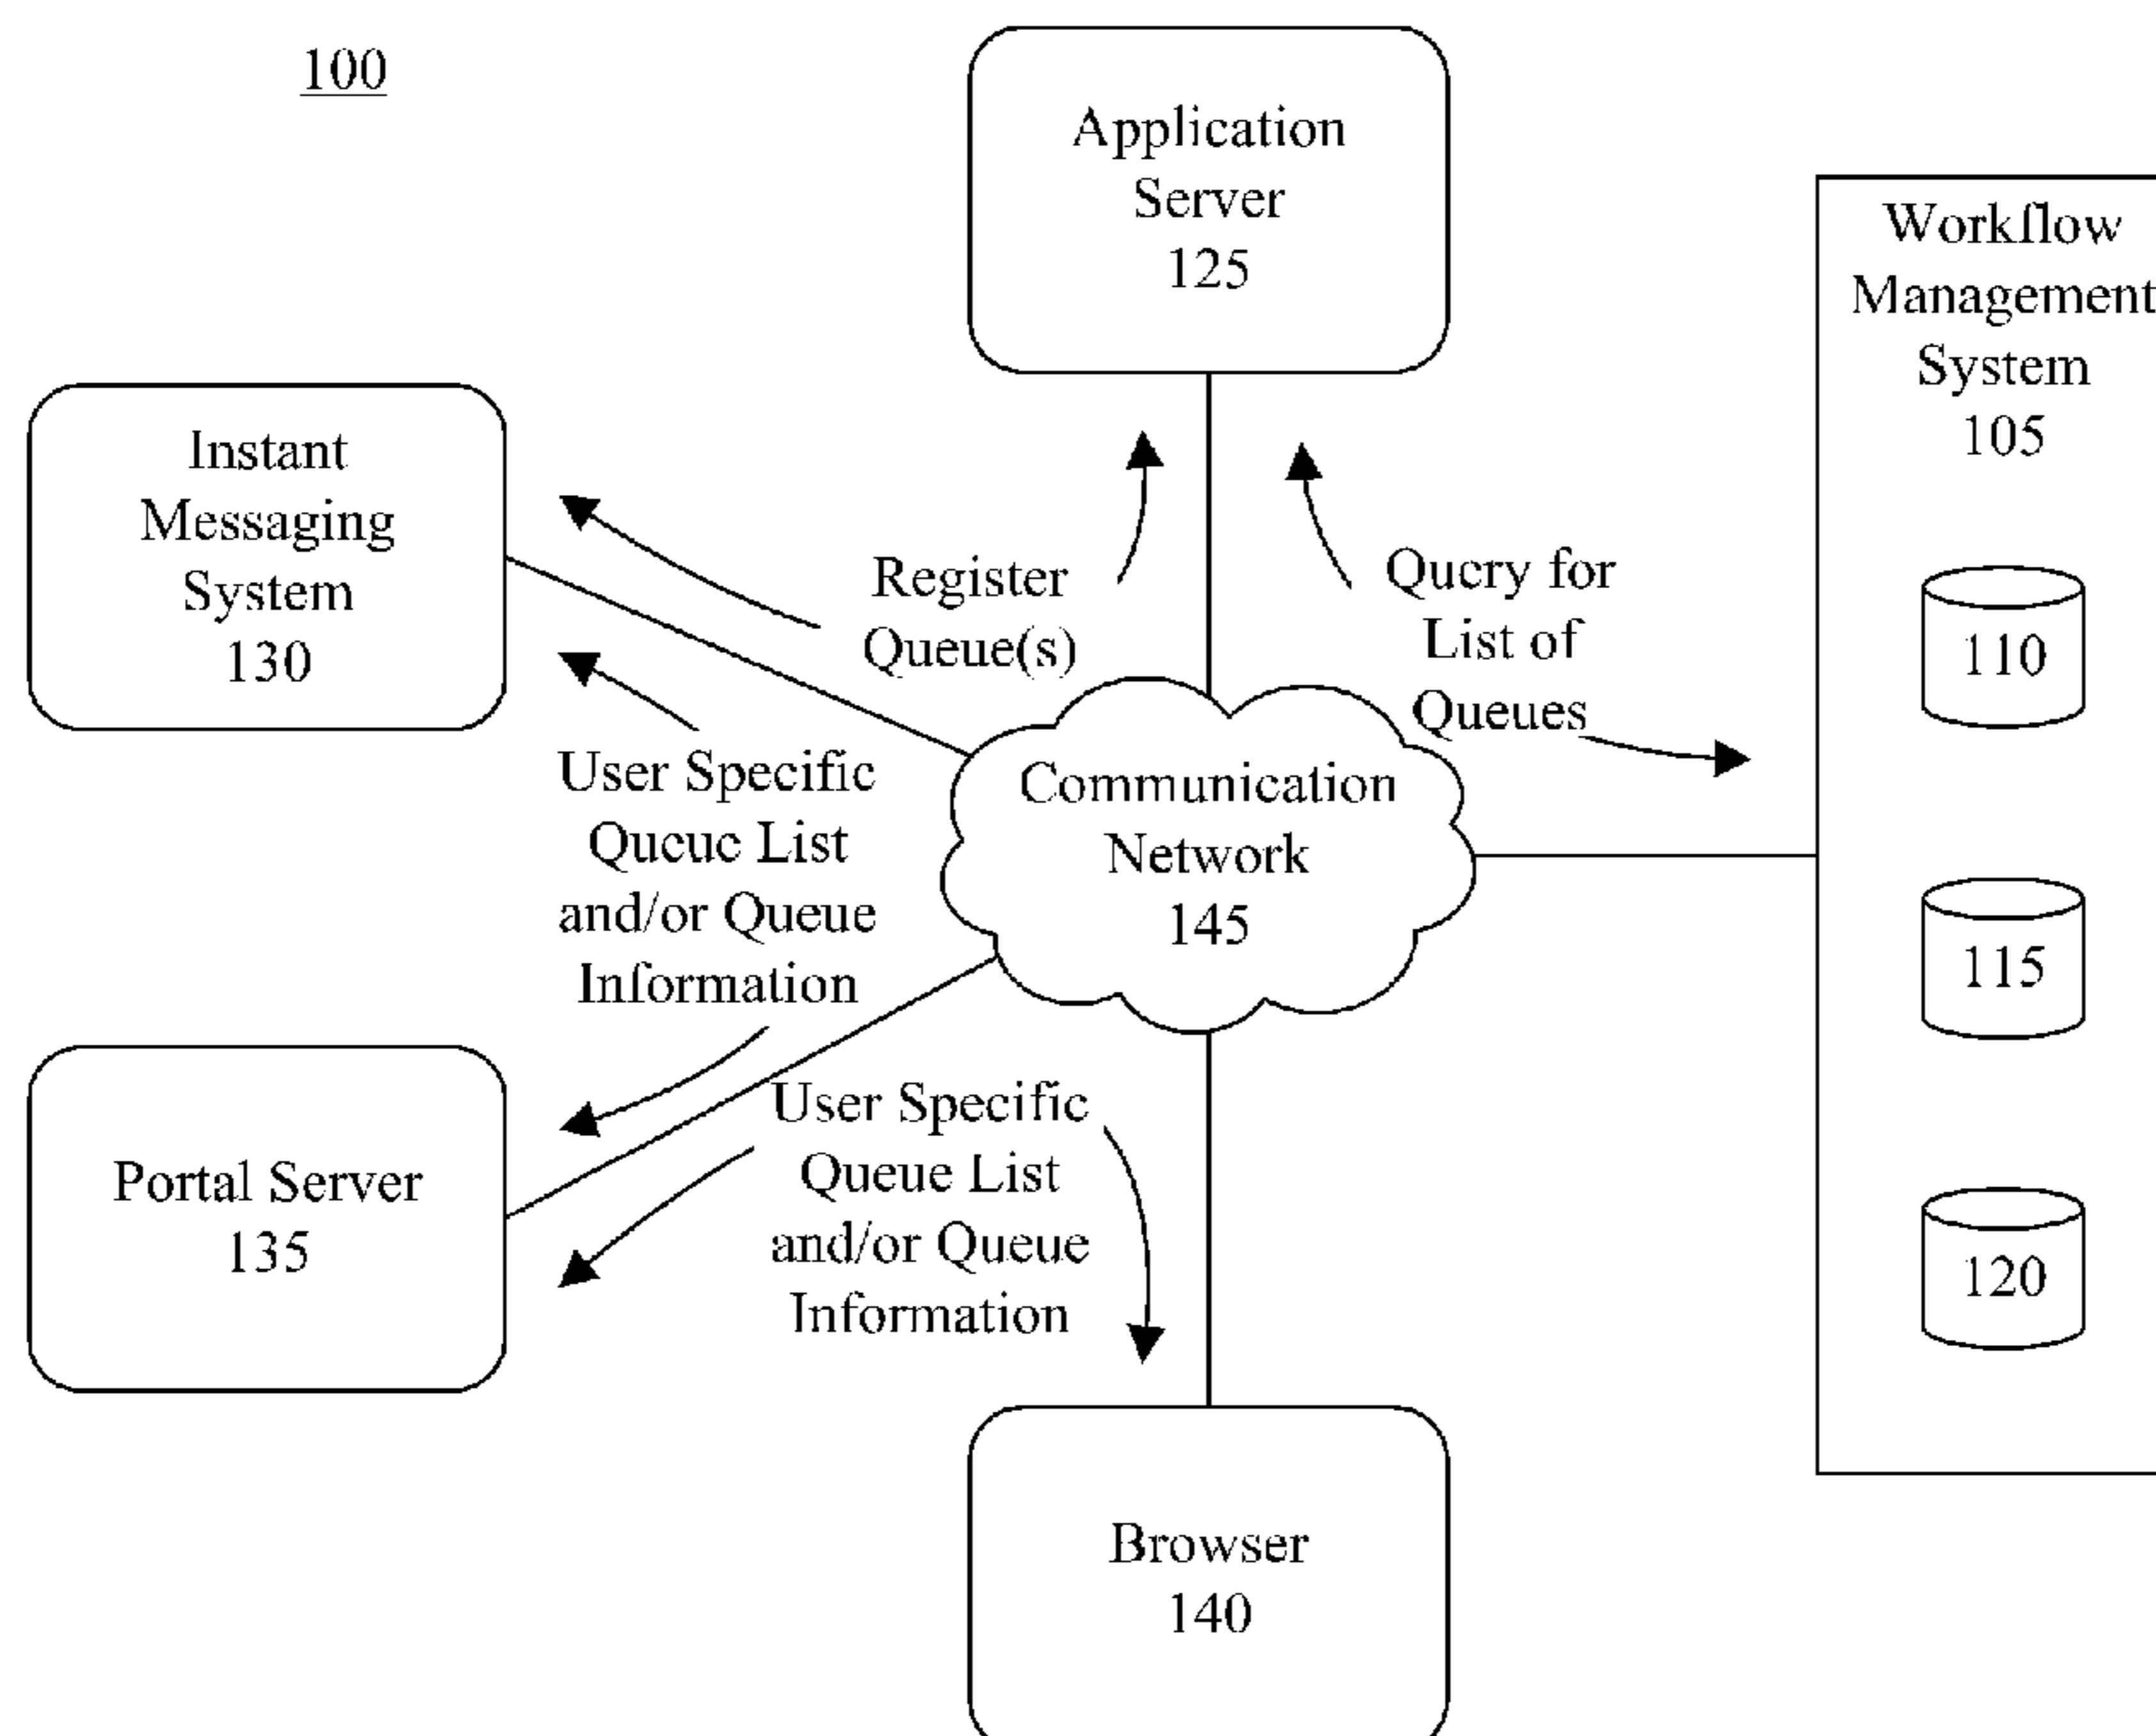 100
Application
Server
125
Workflow
Management
System
105
Instant
Messaging
System
130
Register
Queue(s)
Query for
List of
Queues
110
User Specific
Queue List
and/or Queue
Information
Communication
Network
145
115
Portal Server
135
User Specific
Queue List
and/or Queue
Information
120
Browser
140